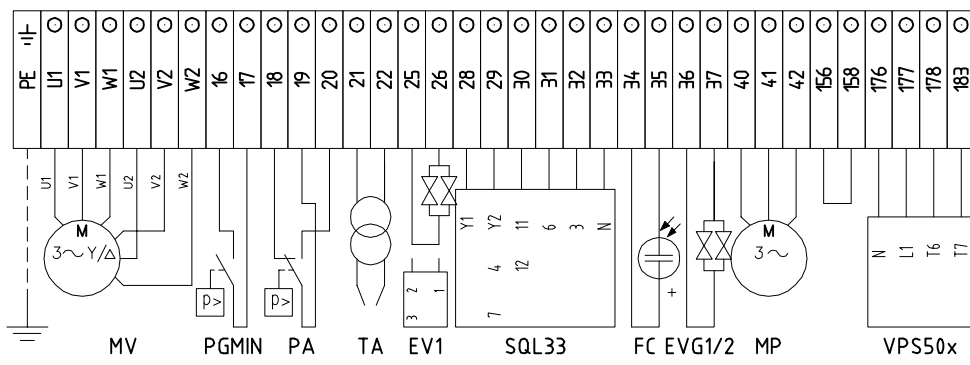 PE U1 V1 W1 U2 V2 W2 16 17 18 19 20 21 22 25 26 28 29 30 31 32 33 34 35 36 37 40 41 42 156 158 176 177 178 183
U1 V1 W1 U2 V2 W2
Y1 Y2 11 6 3 N
4 12
7
M
3~ Y/△
P>
P>
2 1
3
+
M
3~
N L1 T6 T7
MV PGMIN PA TA EV1 SQL33 FC EVG1/2 MP VPS50x